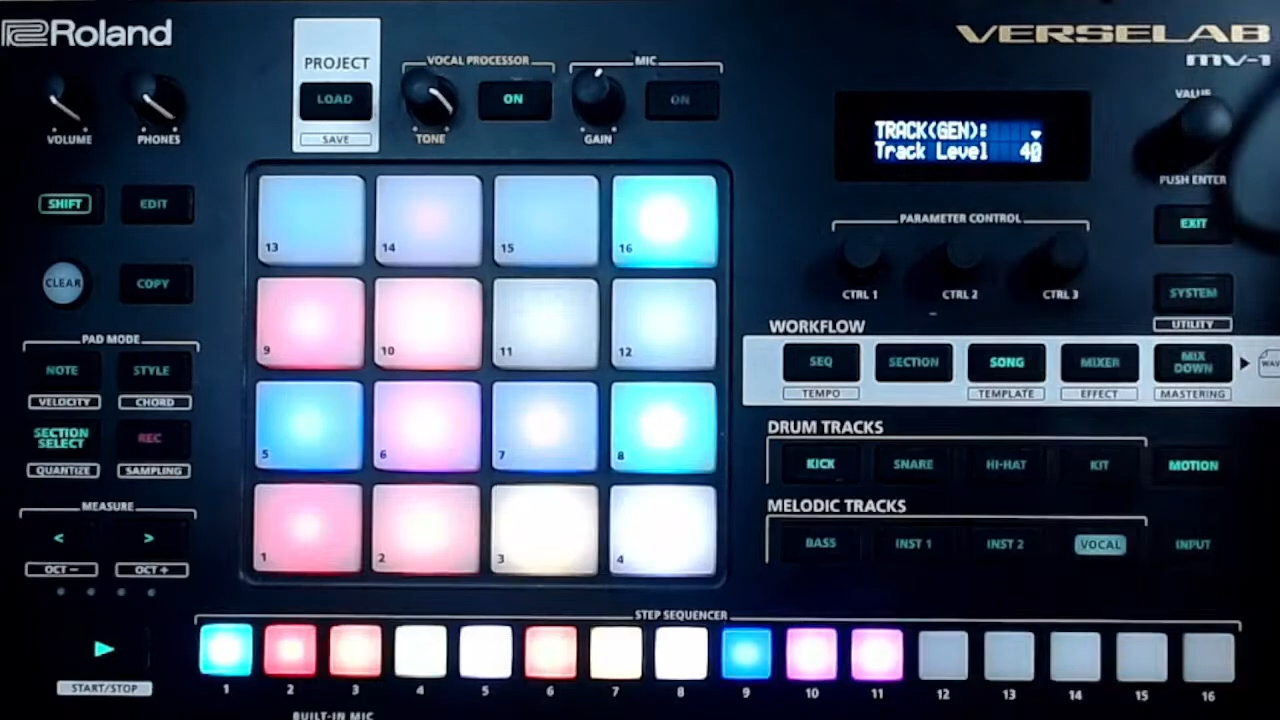 Roland
VERSELAB
MV-1
PROJECT
LOAD
SAVE
VOCAL PROCESSOR
TONE
ON
MIC
GAIN
ON
VOLUME
PHONES
TRACK(GEN):
Track Level 40
VALUE
PUSH ENTER
SHIFT
EDIT
CLEAR
COPY
EXIT
SYSTEM
UTILITY
PARAMETER CONTROL
CTRL 1
CTRL 2
CTRL 3
PAD MODE
NOTE
STYLE
VELOCITY
CHORD
SECTION
SELECT
REC
QUANTIZE
SAMPLING
MEASURE
<
>
OCT −
OCT +
START/STOP
13
14
15
16
9
10
11
12
5
6
7
8
1
2
3
4
WORKFLOW
SEQ
SECTION
SONG
MIXER
MIX
DOWN
WAV
TEMPO
TEMPLATE
EFFECT
MASTERING
DRUM TRACKS
KICK
SNARE
HI-HAT
KIT
MOTION
MELODIC TRACKS
BASS
INST 1
INST 2
VOCAL
INPUT
STEP SEQUENCER
1 2 3 4 5 6 7 8 9 10 11 12 13 14 15 16
BUILT-IN MIC